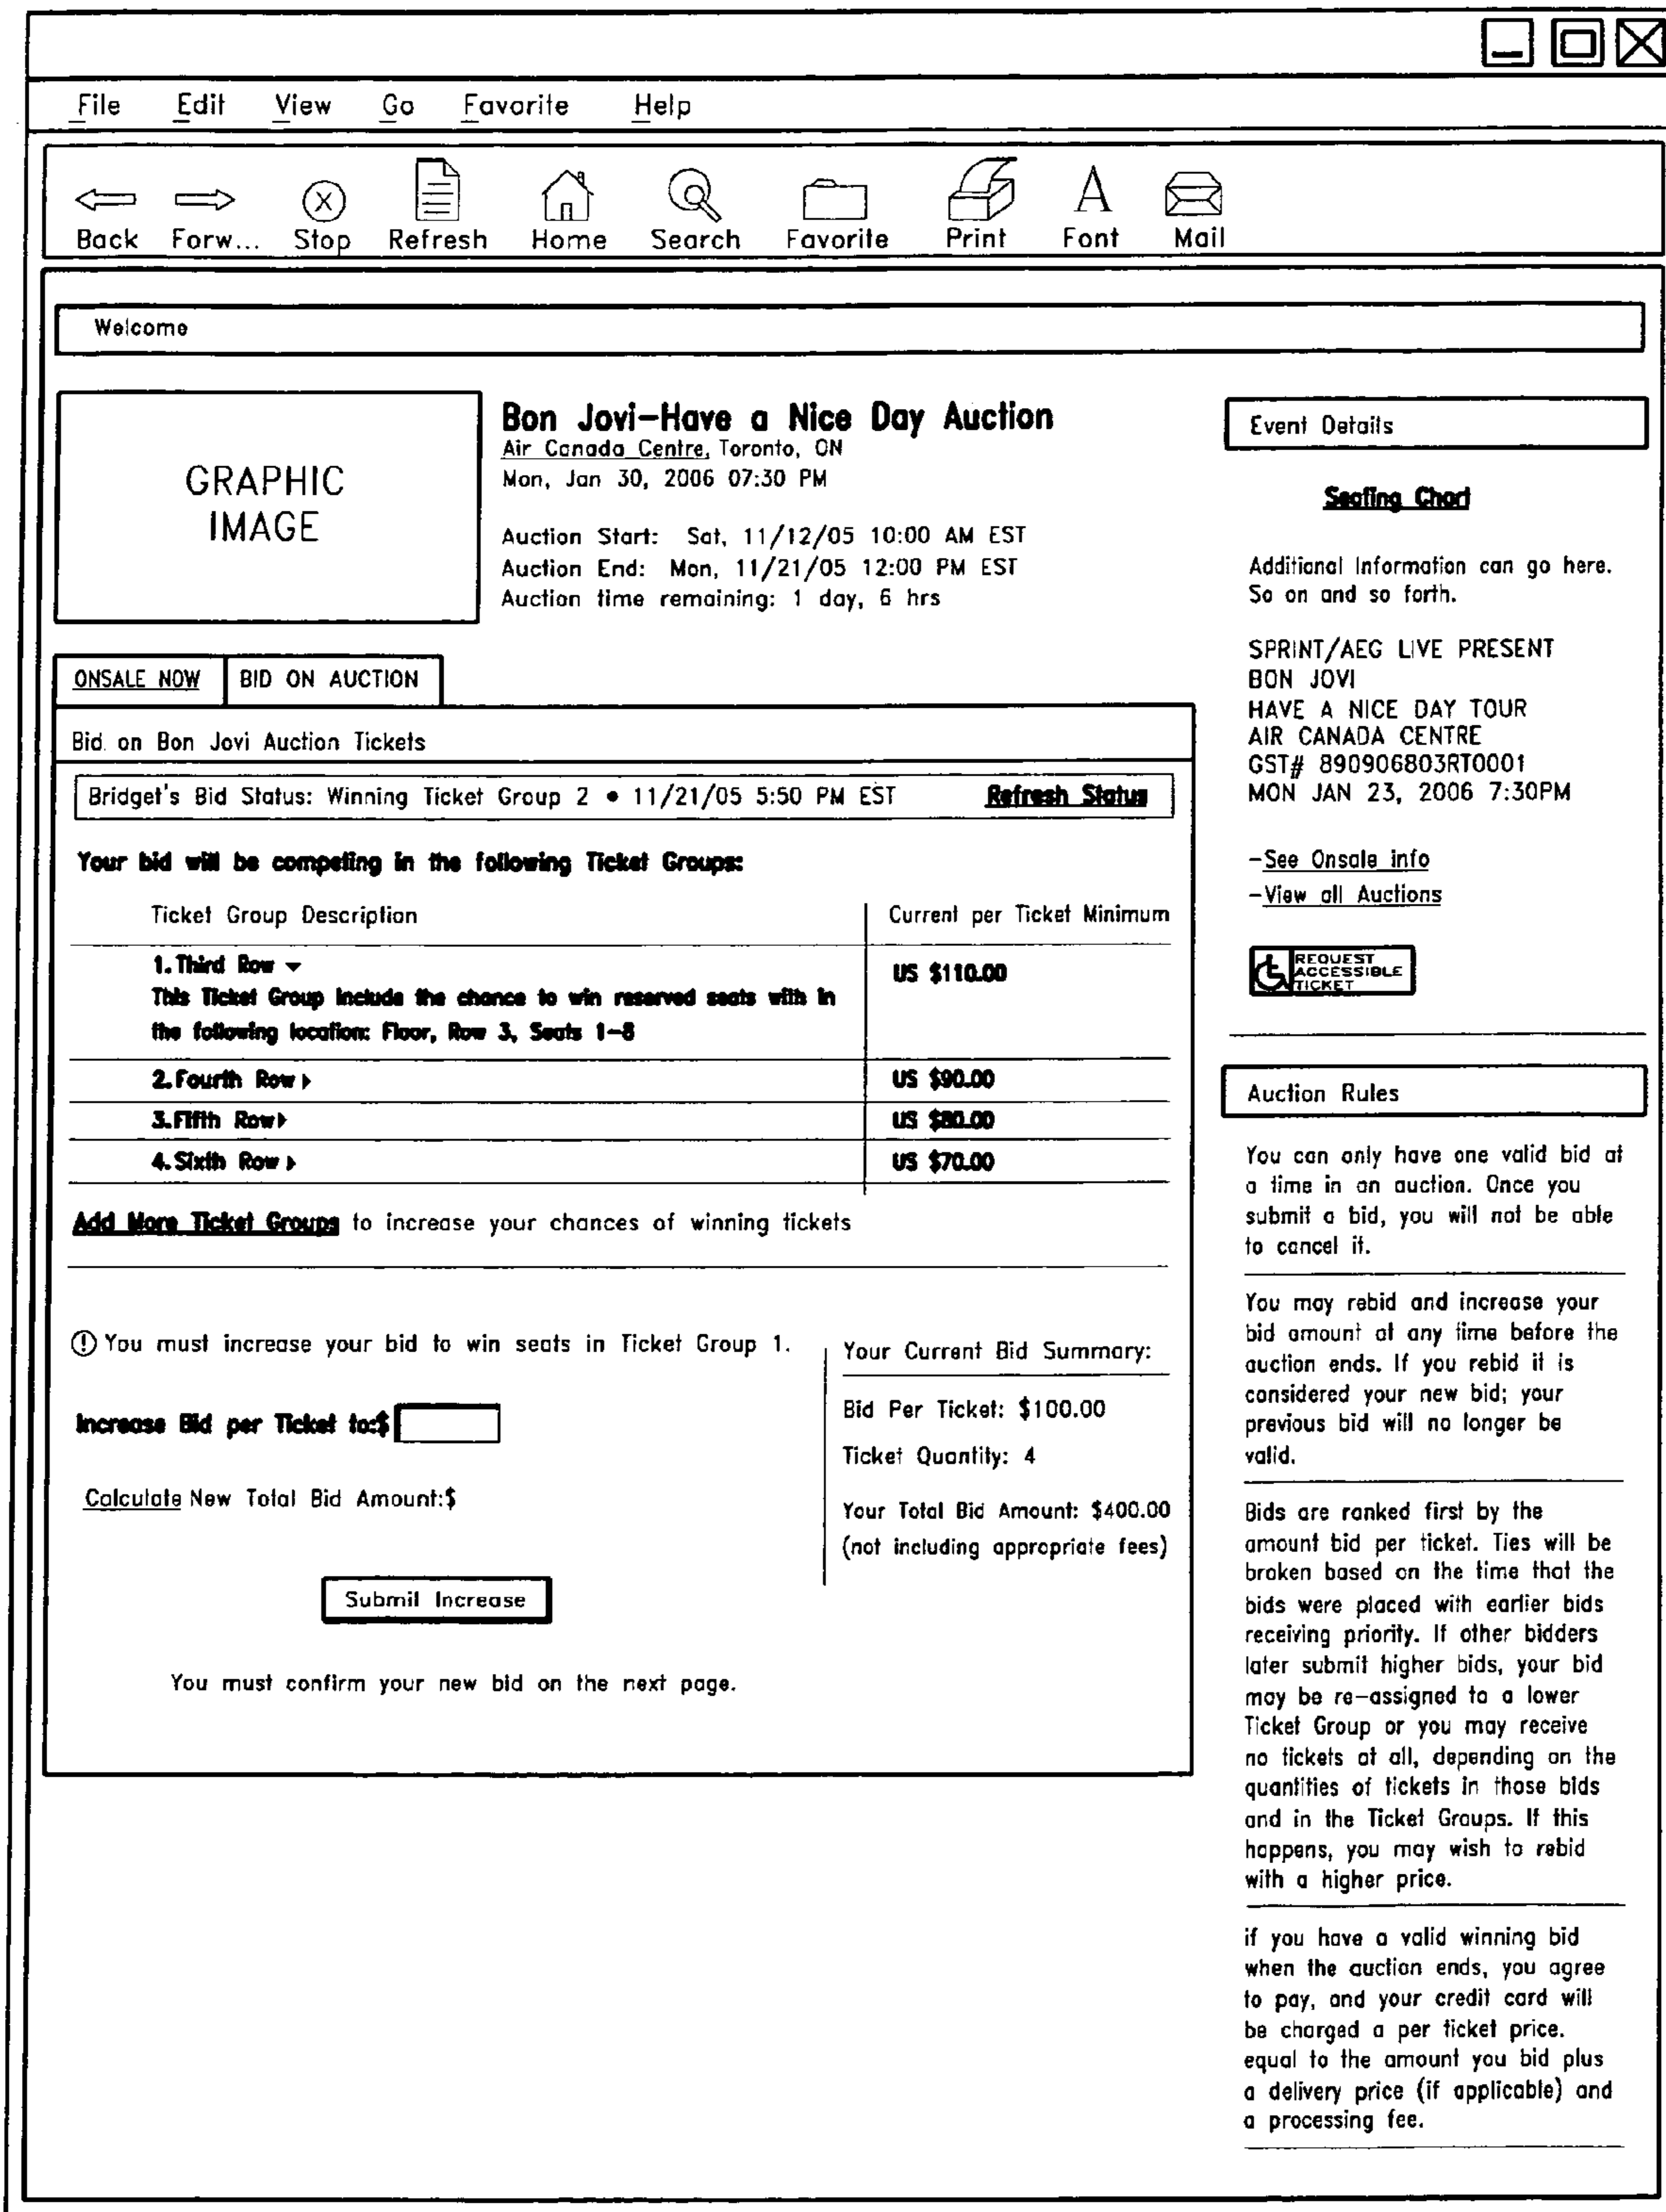 File Edit View Go Favorite Help
Back Forw... Stop Refresh Home Search Favorite Print Font Mail
Welcome
GRAPHIC
IMAGE
Bon Jovi-Have a Nice Day Auction
Air Canada Centre, Toronto, ON
Mon, Jan 30, 2006 07:30 PM
Auction Start: Sat, 11/12/05 10:00 AM EST
Auction End: Mon, 11/21/05 12:00 PM EST
Auction time remaining: 1 day, 6 hrs
ONSALE NOW BID ON AUCTION
Bid on Bon Jovi Auction Tickets
Bridget's Bid Status: Winning Ticket Group 2 • 11/21/05 5:50 PM EST Refresh Status
Your bid will be competing in the following Ticket Groups:
Ticket Group Description Current per Ticket Minimum
1. Third Row US $110.00
This Ticket Group include the chance to win reserved seats with in
the following location: Floor, Row 3, Seats 1-8
2. Fourth Row US $90.00
3. Fifth Row US $80.00
4. Sixth Row US $70.00
Add More Ticket Groups to increase your chances of winning tickets
! You must increase your bid to win seats in Ticket Group 1.
Increase Bid per Ticket to:$
Calculate New Total Bid Amount:$
Submit Increase
You must confirm your new bid on the next page.
Your Current Bid Summary:
Bid Per Ticket: $100.00
Ticket Quantity: 4
Your Total Bid Amount: $400.00
(not including appropriate fees)
Event Details
Seating Chart
Additional Information can go here.
So on and so forth.
SPRINT/AEG LIVE PRESENT
BON JOVI
HAVE A NICE DAY TOUR
AIR CANADA CENTRE
GST# 890906803RT0001
MON JAN 23, 2006 7:30PM
-See Onsale info
-View all Auctions
REQUEST
ACCESSIBLE
TICKET
Auction Rules
You can only have one valid bid at
a time in an auction. Once you
submit a bid, you will not be able
to cancel it.
You may rebid and increase your
bid amount at any time before the
auction ends. If you rebid it is
considered your new bid; your
previous bid will no longer be
valid.
Bids are ranked first by the
amount bid per ticket. Ties will be
broken based on the time that the
bids were placed with earlier bids
receiving priority. If other bidders
later submit higher bids, your bid
may be re-assigned to a lower
Ticket Group or you may receive
no tickets at all, depending on the
quantities of tickets in those bids
and in the Ticket Groups. If this
happens, you may wish to rebid
with a higher price.
if you have a valid winning bid
when the auction ends, you agree
to pay, and your credit card will
be charged a per ticket price.
equal to the amount you bid plus
a delivery price (if applicable) and
a processing fee.